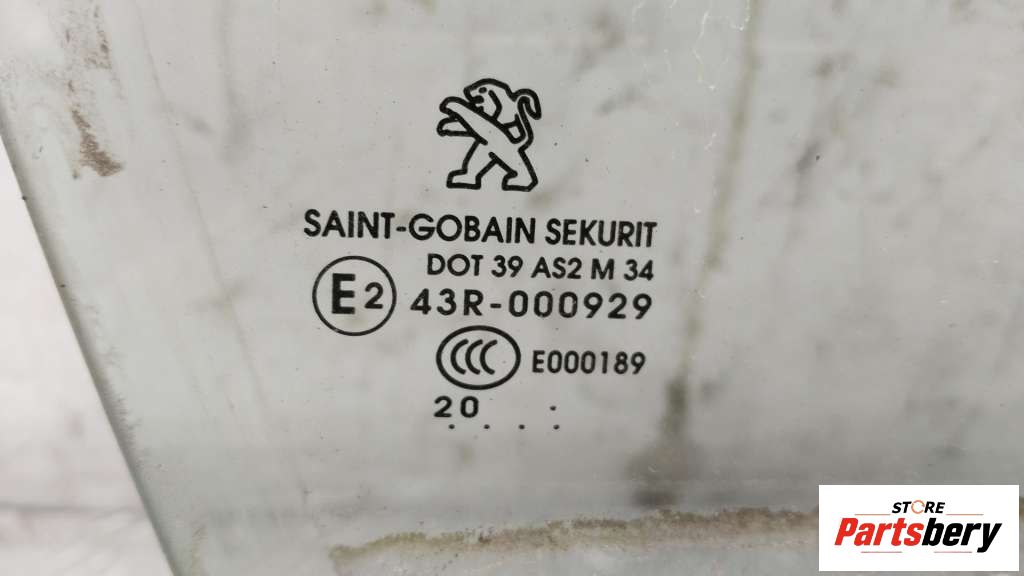 SAINT-GOBAIN SEKURIT
DOT 39 AS2 M 34
E2 43R-000929
CCC E000189
20
. . . . :
STORE
Partsbery